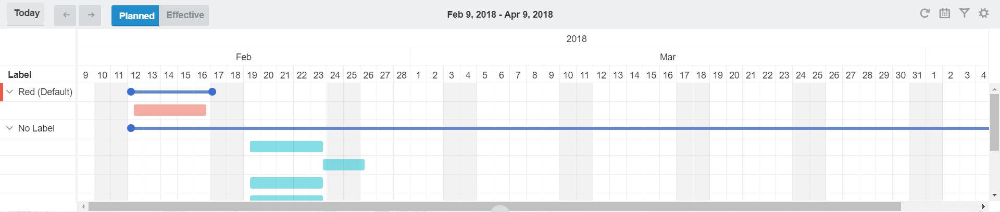 Today Planned Effective Feb 9, 2018 - Apr 9, 2018
2018
Feb Mar
Label 9 10 11 12 13 14 15 16 17 18 19 20 21 22 23 24 25 26 27 28 1 2 3 4 5 6 7 8 9 10 11 12 13 14 15 16 17 18 19 20 21 22 23 24 25 26 27 28 29 30 31 1 2 3 4
Red (Default)
No Label